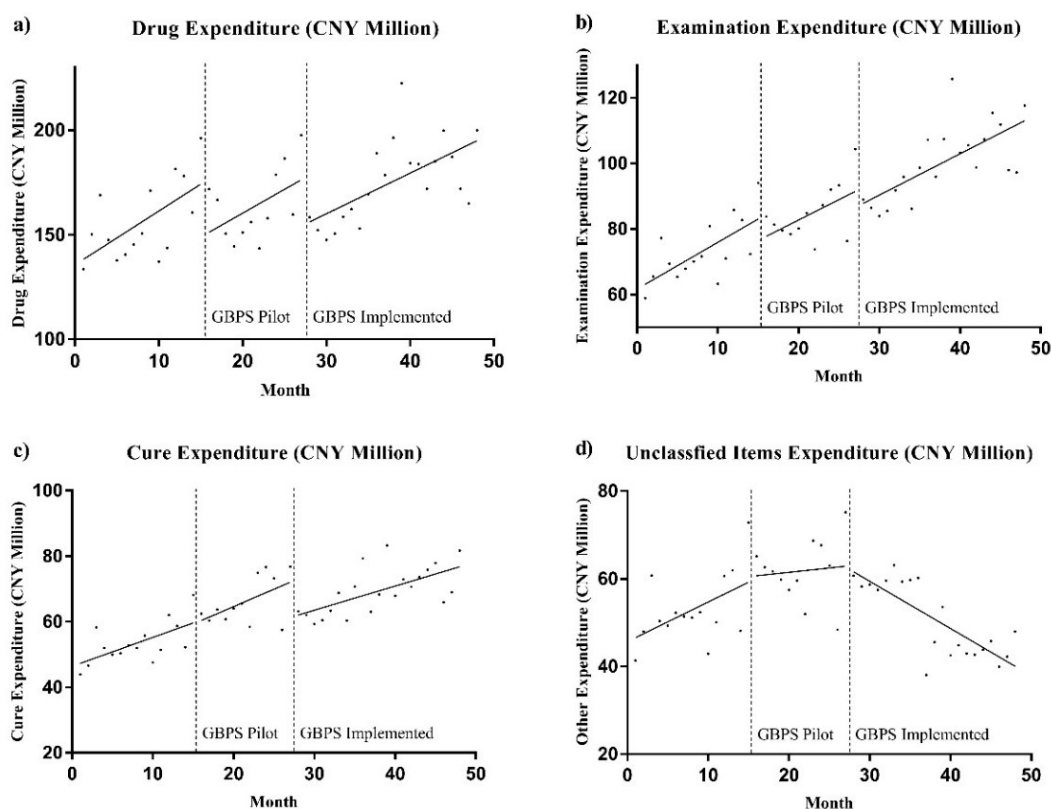 a)
Drug Expenditure (CNY Million)
Drug Expenditure (CNY Million)
200
150
100
0
10
20
30
40
50
GBPS Pilot
GBPS Implemented
Month
b)
Examination Expenditure (CNY Million)
Examination Expenditure (CNY Million)
120
100
80
60
0
10
20
30
40
50
GBPS Pilot
GBPS Implemented
Month
c)
Cure Expenditure (CNY Million)
Cure Expenditure (CNY Million)
100
80
60
40
20
0
10
20
30
40
50
GBPS Pilot
GBPS Implemented
Month
d)
Unclassfied Items Expenditure (CNY Million)
Other Expenditure (CNY Million)
80
60
40
20
0
10
20
30
40
50
GBPS Pilot
GBPS Implemented
Month